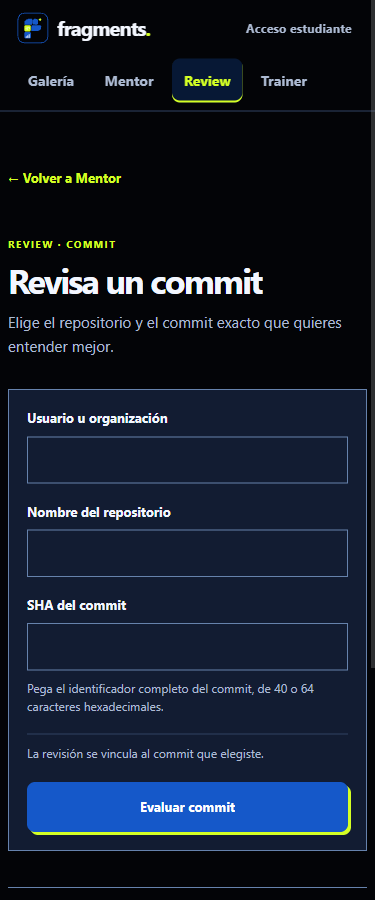 fragments.
Acceso estudiante
Galería
Mentor
Review
Trainer
← Volver a Mentor
REVIEW · COMMIT
Revisa un commit
Elige el repositorio y el commit exacto que quieres
entender mejor.
Usuario u organización
Nombre del repositorio
SHA del commit
Pega el identificador completo del commit, de 40 o 64
caracteres hexadecimales.
La revisión se vincula al commit que elegiste.
Evaluar commit